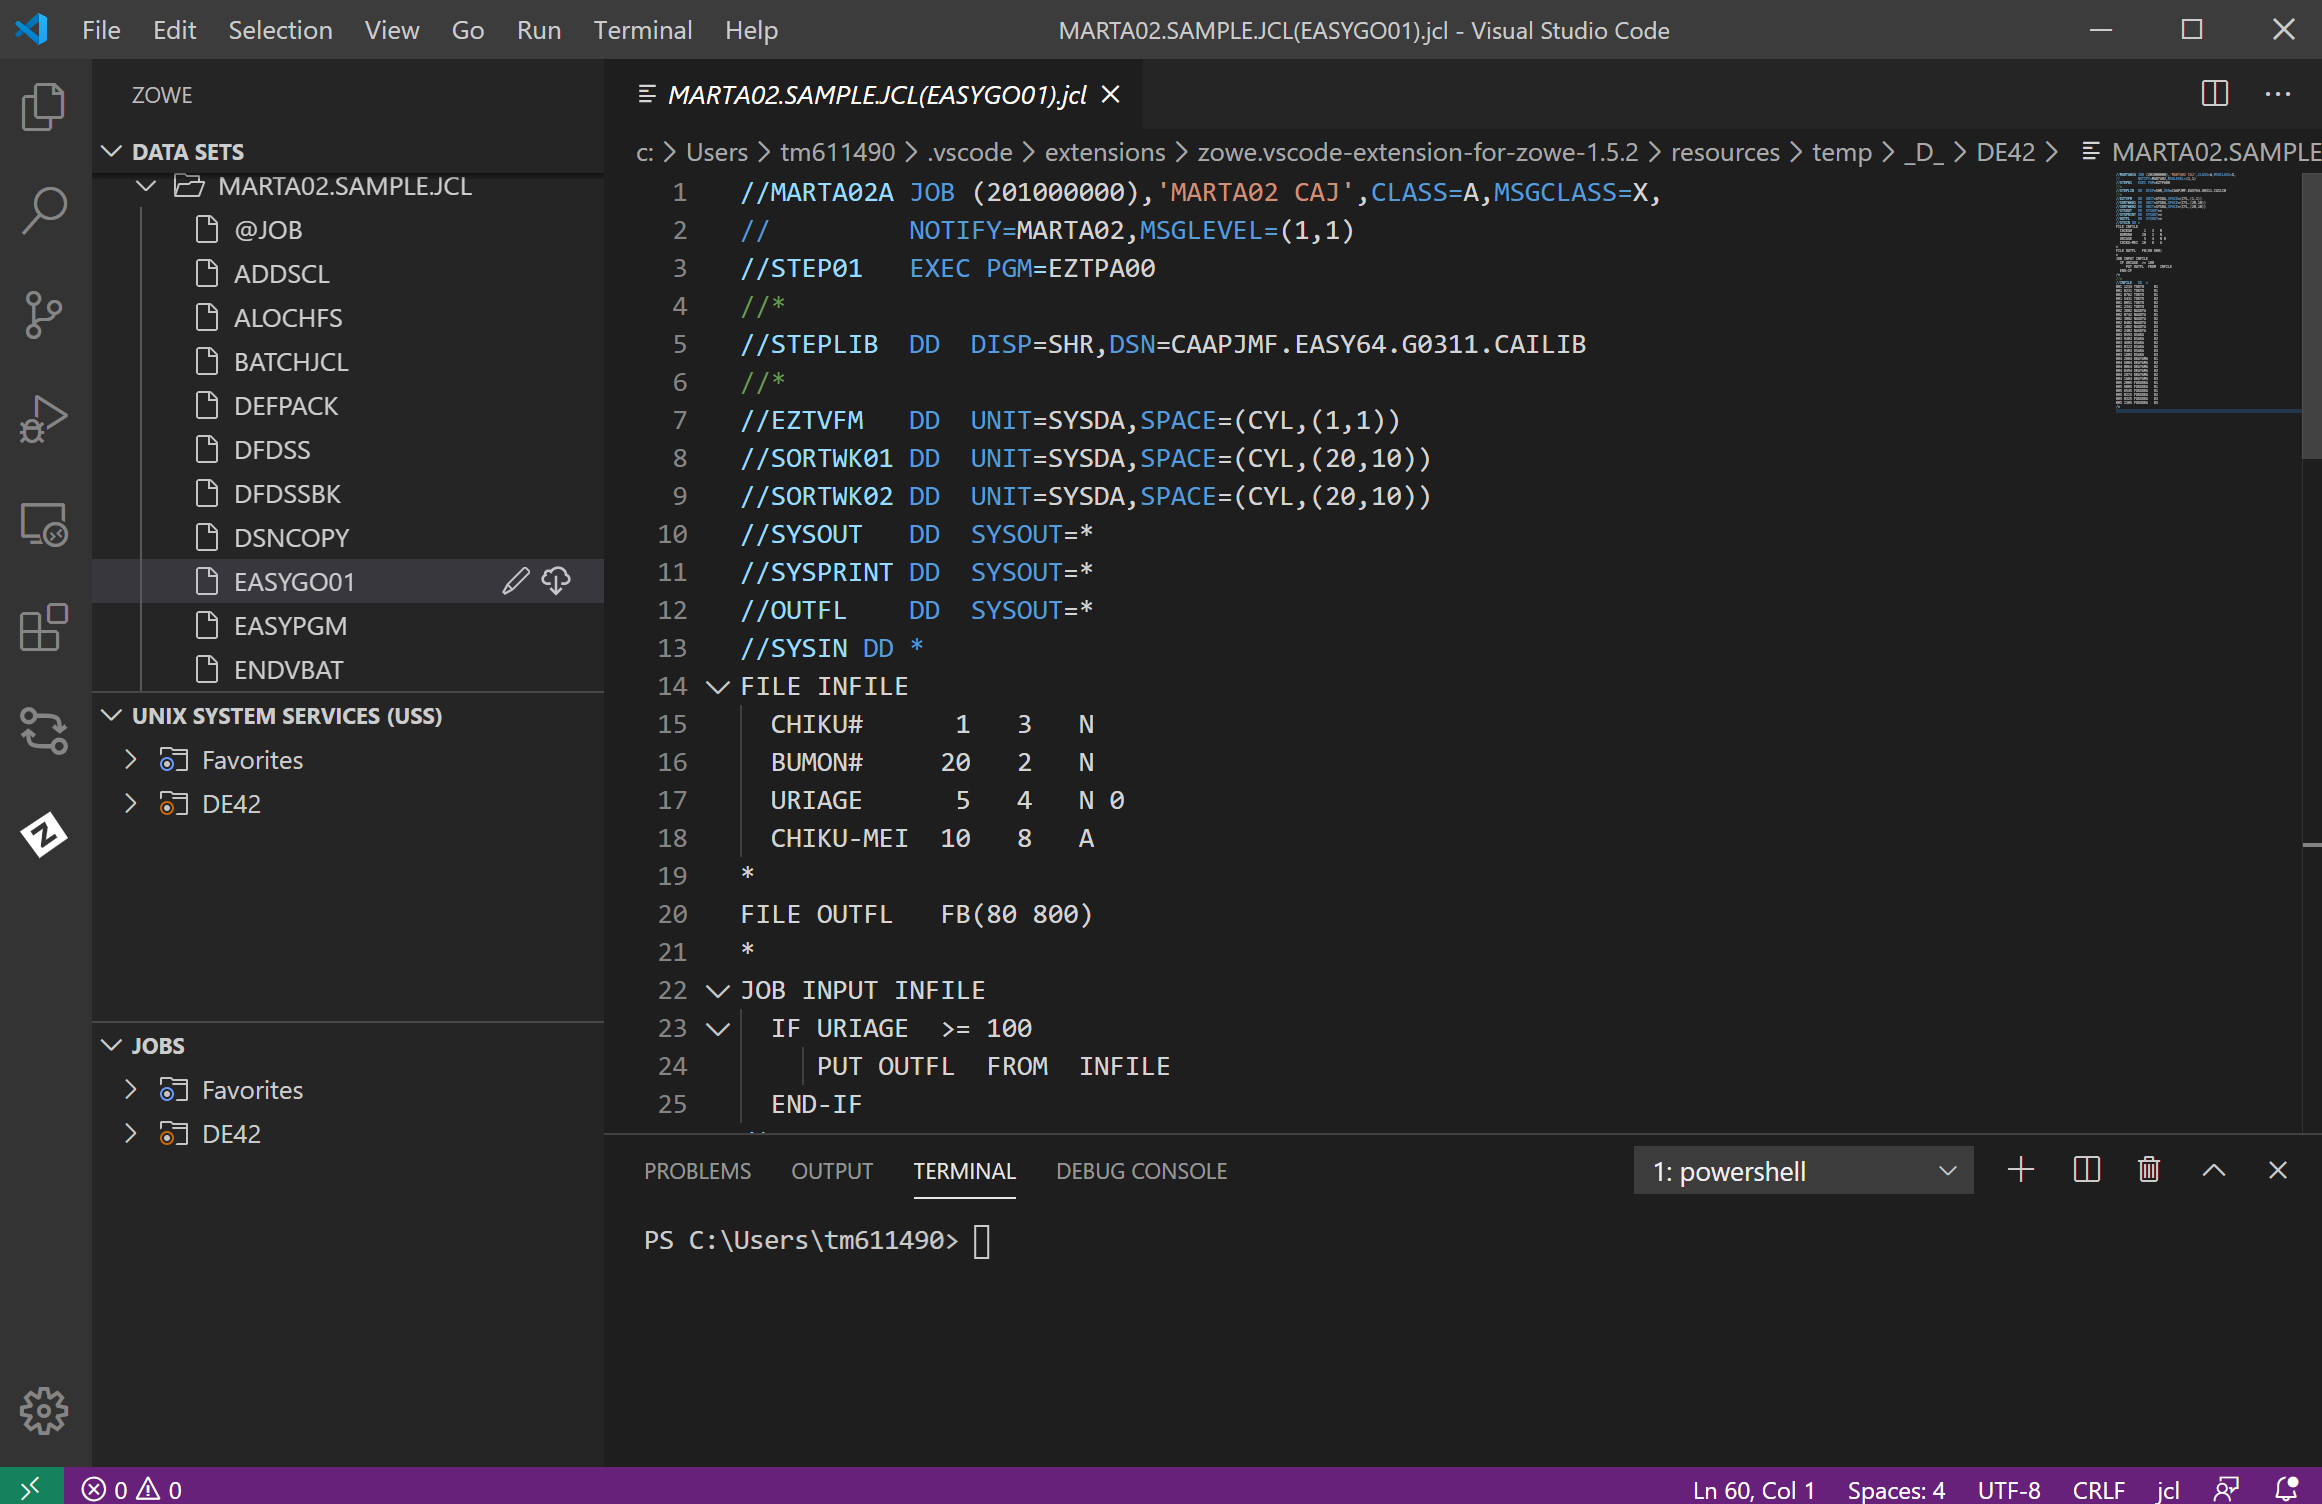 File Edit Selection View Go Run Terminal Help MARTA02.SAMPLE.JCL(EASYGO01).jcl - Visual Studio Code
ZOWE
DATA SETS
MARTA02.SAMPLE.JCL
@JOB
ADDSCL
ALOCHFS
BATCHJCL
DEFPACK
DFDSS
DFDSSBK
DSNCOPY
EASYGO01
EASYPGM
ENDVBAT
UNIX SYSTEM SERVICES (USS)
Favorites
DE42
JOBS
Favorites
DE42
MARTA02.SAMPLE.JCL(EASYGO01).jcl
c: > Users > tm611490 > .vscode > extensions > zowe.vscode-extension-for-zowe-1.5.2 > resources > temp > _D_ > DE42 > MARTA02.SAMPLE
1 //MARTA02A JOB (201000000),'MARTA02 CAJ',CLASS=A,MSGCLASS=X,
2 //         NOTIFY=MARTA02,MSGLEVEL=(1,1)
3 //STEP01   EXEC PGM=EZTPA00
4 //*
5 //STEPLIB  DD  DISP=SHR,DSN=CAAPJMF.EASY64.G0311.CAILIB
6 //*
7 //EZTVFM   DD  UNIT=SYSDA,SPACE=(CYL,(1,1))
8 //SORTWK01 DD  UNIT=SYSDA,SPACE=(CYL,(20,10))
9 //SORTWK02 DD  UNIT=SYSDA,SPACE=(CYL,(20,10))
10 //SYSOUT   DD  SYSOUT=*
11 //SYSPRINT DD  SYSOUT=*
12 //OUTFL    DD  SYSOUT=*
13 //SYSIN DD *
14 FILE INFILE
15   CHIKU#      1   3   N
16   BUMON#     20   2   N
17   URIAGE      5   4   N 0
18   CHIKU-MEI  10   8   A
19 *
20 FILE OUTFL   FB(80 800)
21 *
22 JOB INPUT INFILE
23   IF URIAGE  >= 100
24      PUT OUTFL  FROM  INFILE
25   END-IF
PROBLEMS OUTPUT TERMINAL DEBUG CONSOLE 1: powershell
PS C:\Users\tm611490>
0 0 Ln 60, Col 1 Spaces: 4 UTF-8 CRLF jcl